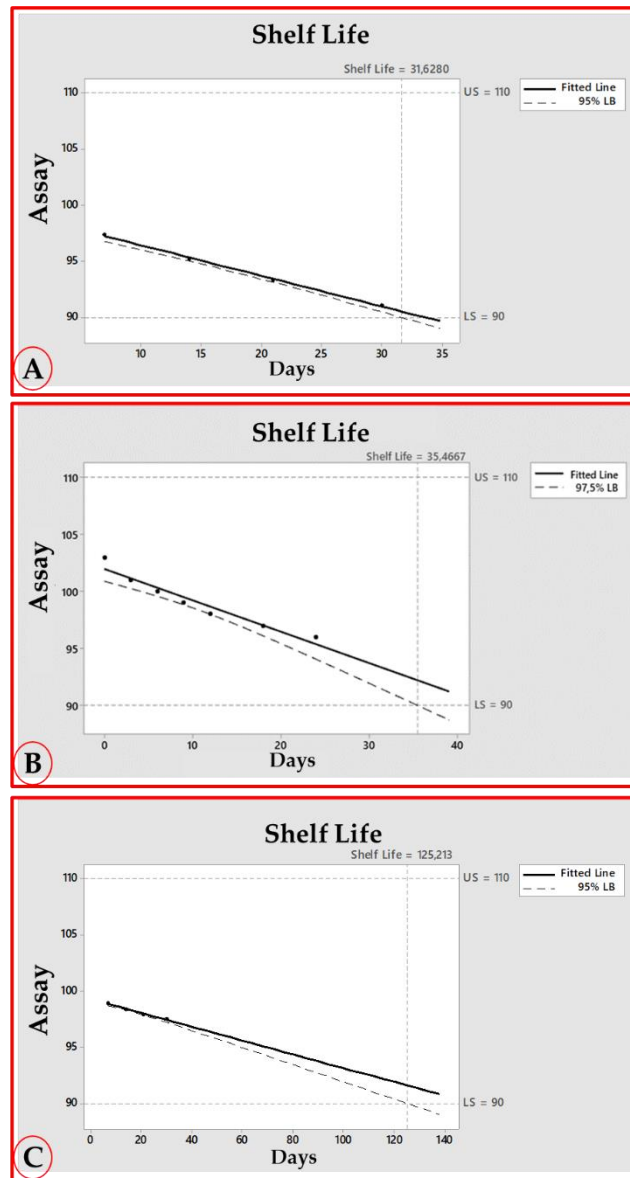 Shelf Life
Shelf Life = 31,6280
110
US = 110
Fitted Line
95% LB
105
100
95
90
LS = 90
Assay
10
15
20
25
30
35
Days
A
Shelf Life
Shelf Life = 35,4667
110
US = 110
Fitted Line
97,5% LB
105
100
95
90
LS = 90
Assay
0
10
20
30
40
Days
B
Shelf Life
Shelf Life = 125,213
110
US = 110
Fitted Line
95% LB
105
100
95
90
LS = 90
Assay
0
20
40
60
80
100
120
140
Days
C